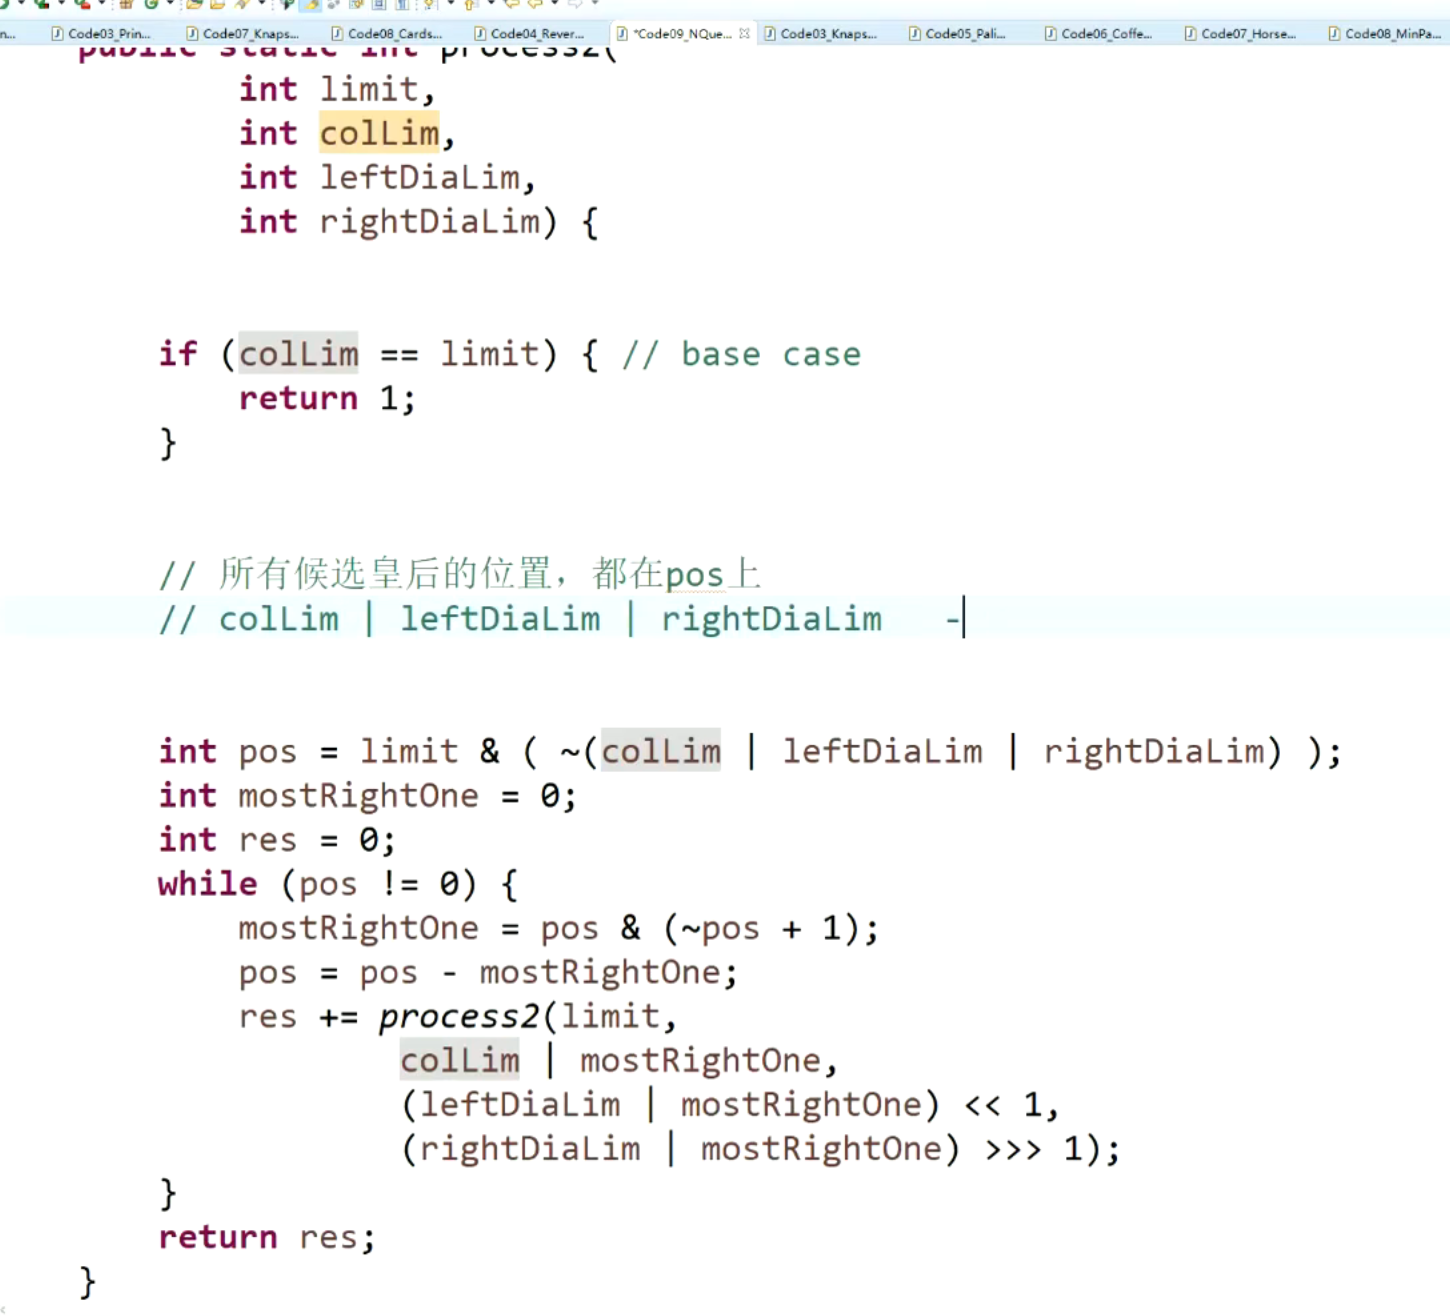 n...
Code03_Prin...
Code07_Knaps...
Code08_Cards...
Code04_Rever...
*Code09_NQue...
Code03_Knaps...
Code05_Pali...
Code06_Coffe...
Code07_Horse...
Code08_MinPa...
public static int process2(
int limit,
int colLim,
int leftDiaLim,
int rightDiaLim) {
if (colLim == limit) { // base case
return 1;
}
// 所有候选皇后的位置，都在pos上
// colLim | leftDiaLim | rightDiaLim   -
int pos = limit & ( ~(colLim | leftDiaLim | rightDiaLim) );
int mostRightOne = 0;
int res = 0;
while (pos != 0) {
mostRightOne = pos & (~pos + 1);
pos = pos - mostRightOne;
res += process2(limit,
colLim | mostRightOne,
(leftDiaLim | mostRightOne) << 1,
(rightDiaLim | mostRightOne) >>> 1);
}
return res;
}